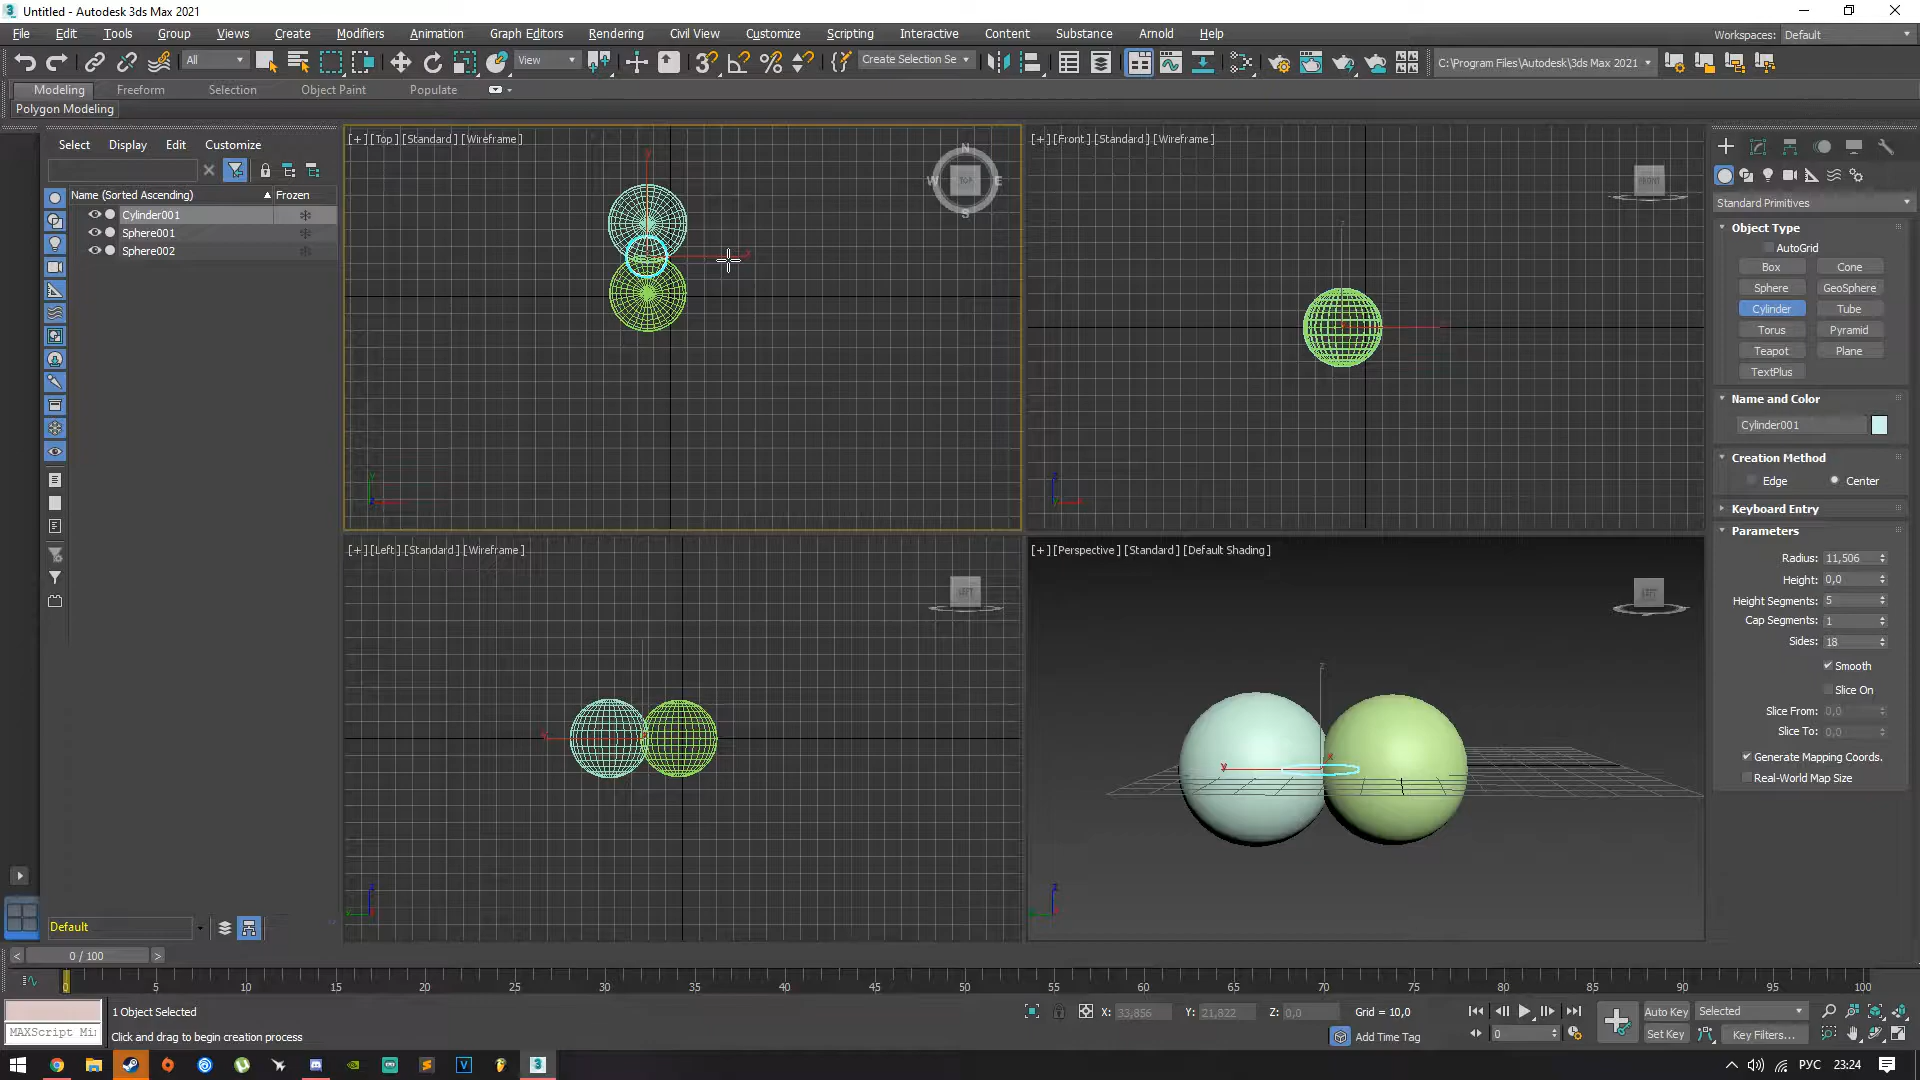 Untitled - Autodesk 3ds Max 2021
File Edit Tools Group Views Create Modifiers Animation Graph Editors Rendering Civil View Customize Scripting Interactive Content Substance Arnold Help
Workspaces: Default
All View Create Selection Se C:\Program Files\Autodesk\3ds Max 2021
Modeling Freeform Selection Object Paint Populate
Polygon Modeling
Select Display Edit Customize
Name (Sorted Ascending) Frozen
Cylinder001
Sphere001
Sphere002
[+] [Top] [Standard] [Wireframe]
N
W TOP E
S
[+] [Front] [Standard] [Wireframe]
FRONT
[+] [Left] [Standard] [Wireframe]
LEFT
[+] [Perspective] [Standard] [Default Shading]
LEFT
z
y x
Standard Primitives
Object Type
AutoGrid
Box Cone
Sphere GeoSphere
Cylinder Tube
Torus Pyramid
Teapot Plane
TextPlus
Name and Color
Cylinder001
Creation Method
Edge Center
Keyboard Entry
Parameters
Radius: 11,506
Height: 0,0
Height Segments: 5
Cap Segments: 1
Sides: 18
Smooth
Slice On
Slice From: 0,0
Slice To: 0,0
Generate Mapping Coords.
Real-World Map Size
Default
< 0 / 100 >
0 5 10 15 20 25 30 35 40 45 50 55 60 65 70 75 80 85 90 95 100
1 Object Selected
X: 33,856 Y: 21,822 Z: 0,0 Grid = 10,0
Auto Key Selected
MAXScript Mi
Click and drag to begin creation process
Add Time Tag
0
Set Key Key Filters...
РУС 23:24